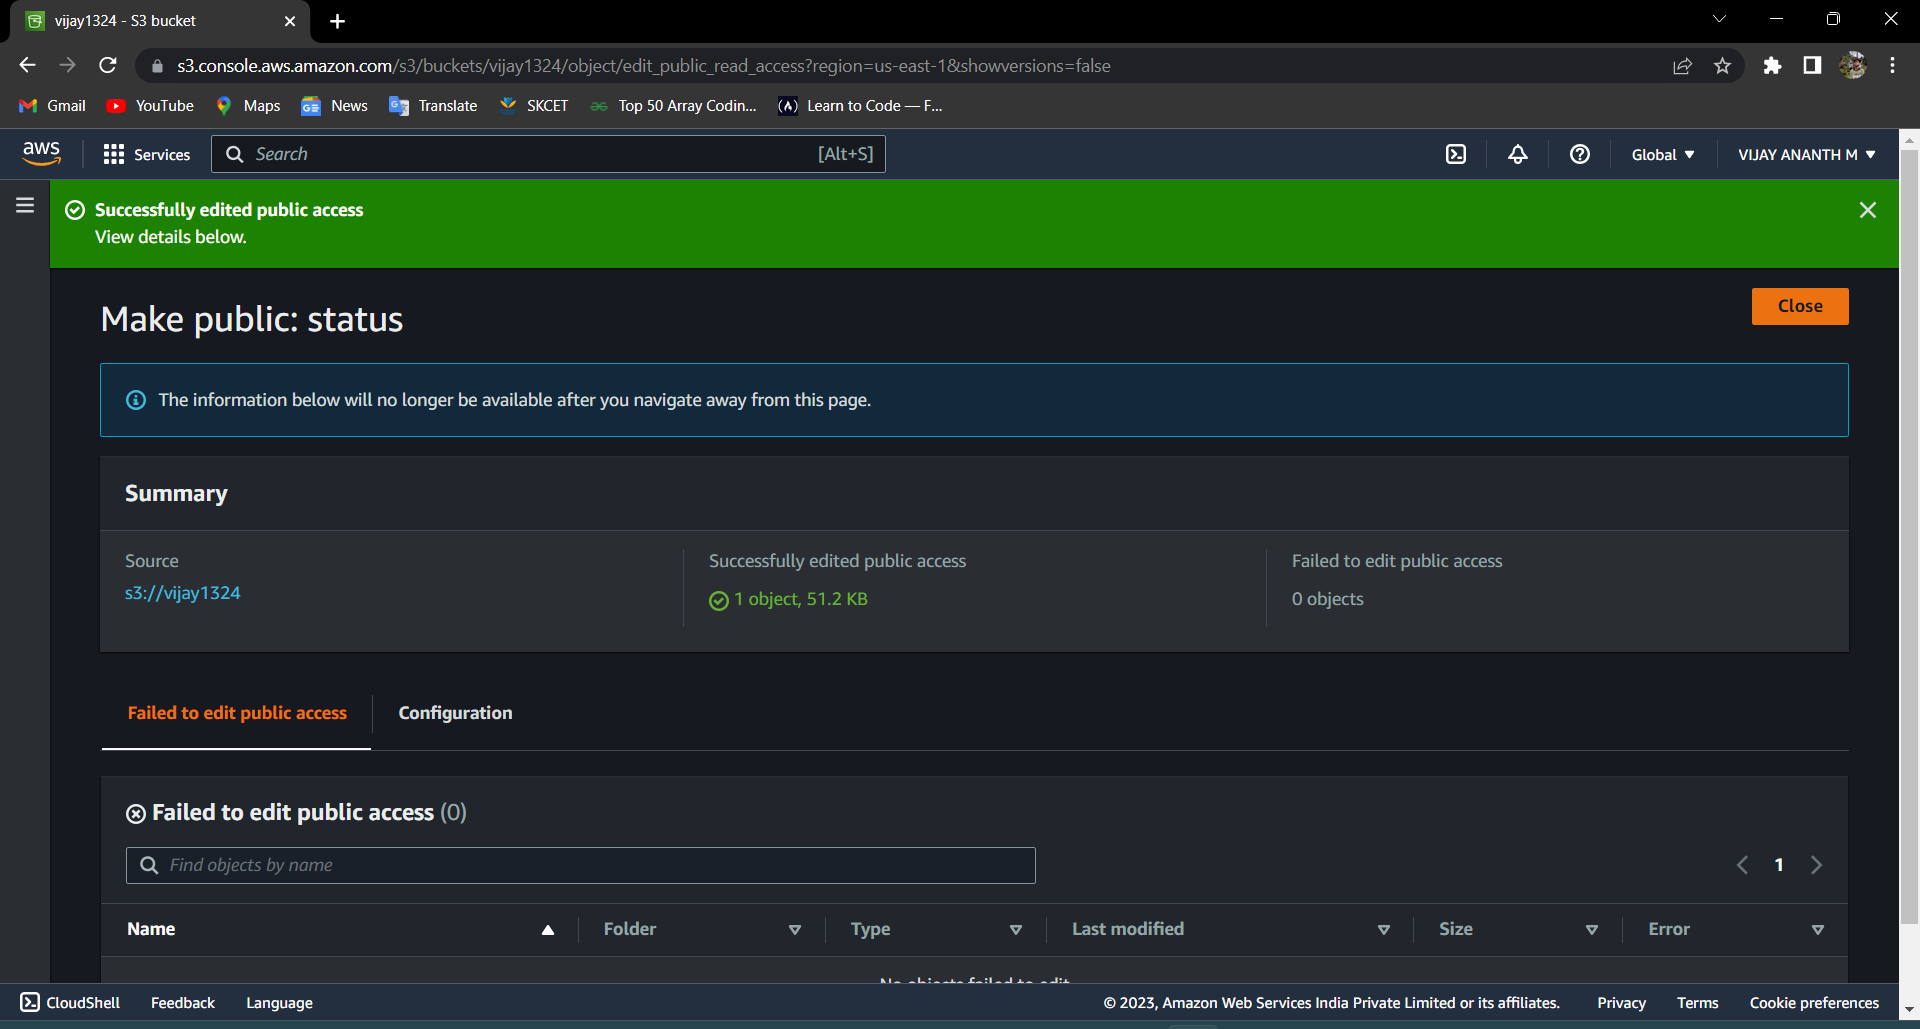 vijay1324 - S3 bucket
s3.console.aws.amazon.com/s3/buckets/vijay1324/object/edit_public_read_access?region=us-east-1&showversions=false
Gmail YouTube Maps News Translate SKCET Top 50 Array Codin... Learn to Code — F...
aws Services Search [Alt+S] Global VIJAY ANANTH M
Successfully edited public access
View details below.
Make public: status
Close
The information below will no longer be available after you navigate away from this page.
Summary
Source Successfully edited public access Failed to edit public access
s3://vijay1324 1 object, 51.2 KB 0 objects
Failed to edit public access Configuration
Failed to edit public access (0)
Find objects by name 1
Name Folder Type Last modified Size Error
No objects failed to edit
CloudShell Feedback Language © 2023, Amazon Web Services India Private Limited or its affiliates. Privacy Terms Cookie preferences